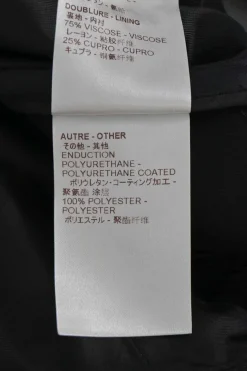 DOUBLURE - LINING
裏地 - 内衬
75% VISCOSE - VISCOSE
レーヨン - 粘胶纤维
25% CUPRO - CUPRO
キュプラ - 铜氨纤维
AUTRE - OTHER
その他 - 其他
ENDUCTION
POLYURETHANE -
POLYURETHANE COATED
ポリウレタン・コーティング加工 -
聚氨酯 涂层
100% POLYESTER -
POLYESTER
ポリエステル - 聚酯纤维